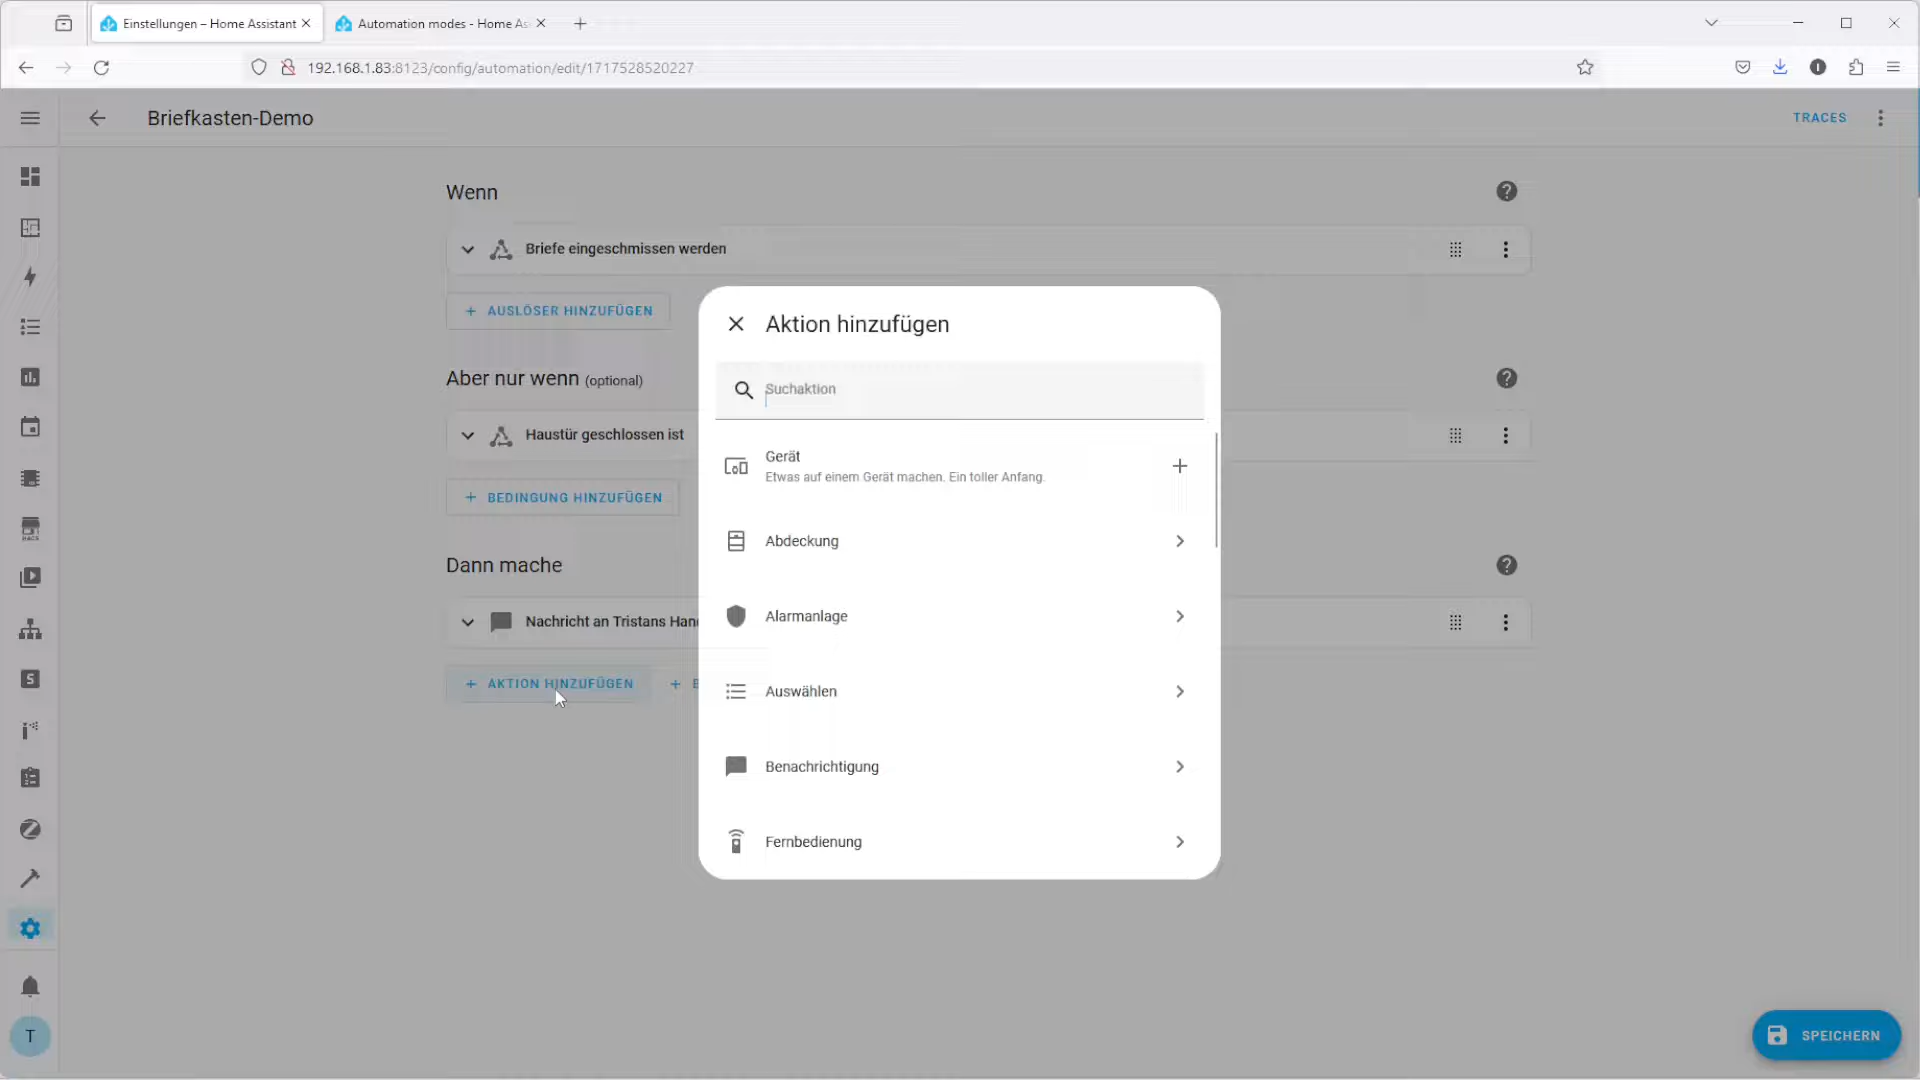 Einstellungen – Home Assistant
Automation modes - Home As
192.168.1.83:8123/config/automation/edit/1717528520227
Briefkasten-Demo
TRACES
Wenn
Briefe eingeschmissen werden
+ AUSLÖSER HINZUFÜGEN
Aber nur wenn (optional)
Haustür geschlossen ist
+ BEDINGUNG HINZUFÜGEN
Dann mache
Nachricht an Tristans Han
+ AKTION HINZUFÜGEN
+ B
Aktion hinzufügen
Suchaktion
Gerät
Etwas auf einem Gerät machen. Ein toller Anfang.
Abdeckung
Alarmanlage
Auswählen
Benachrichtigung
Fernbedienung
HACS
S
T
SPEICHERN